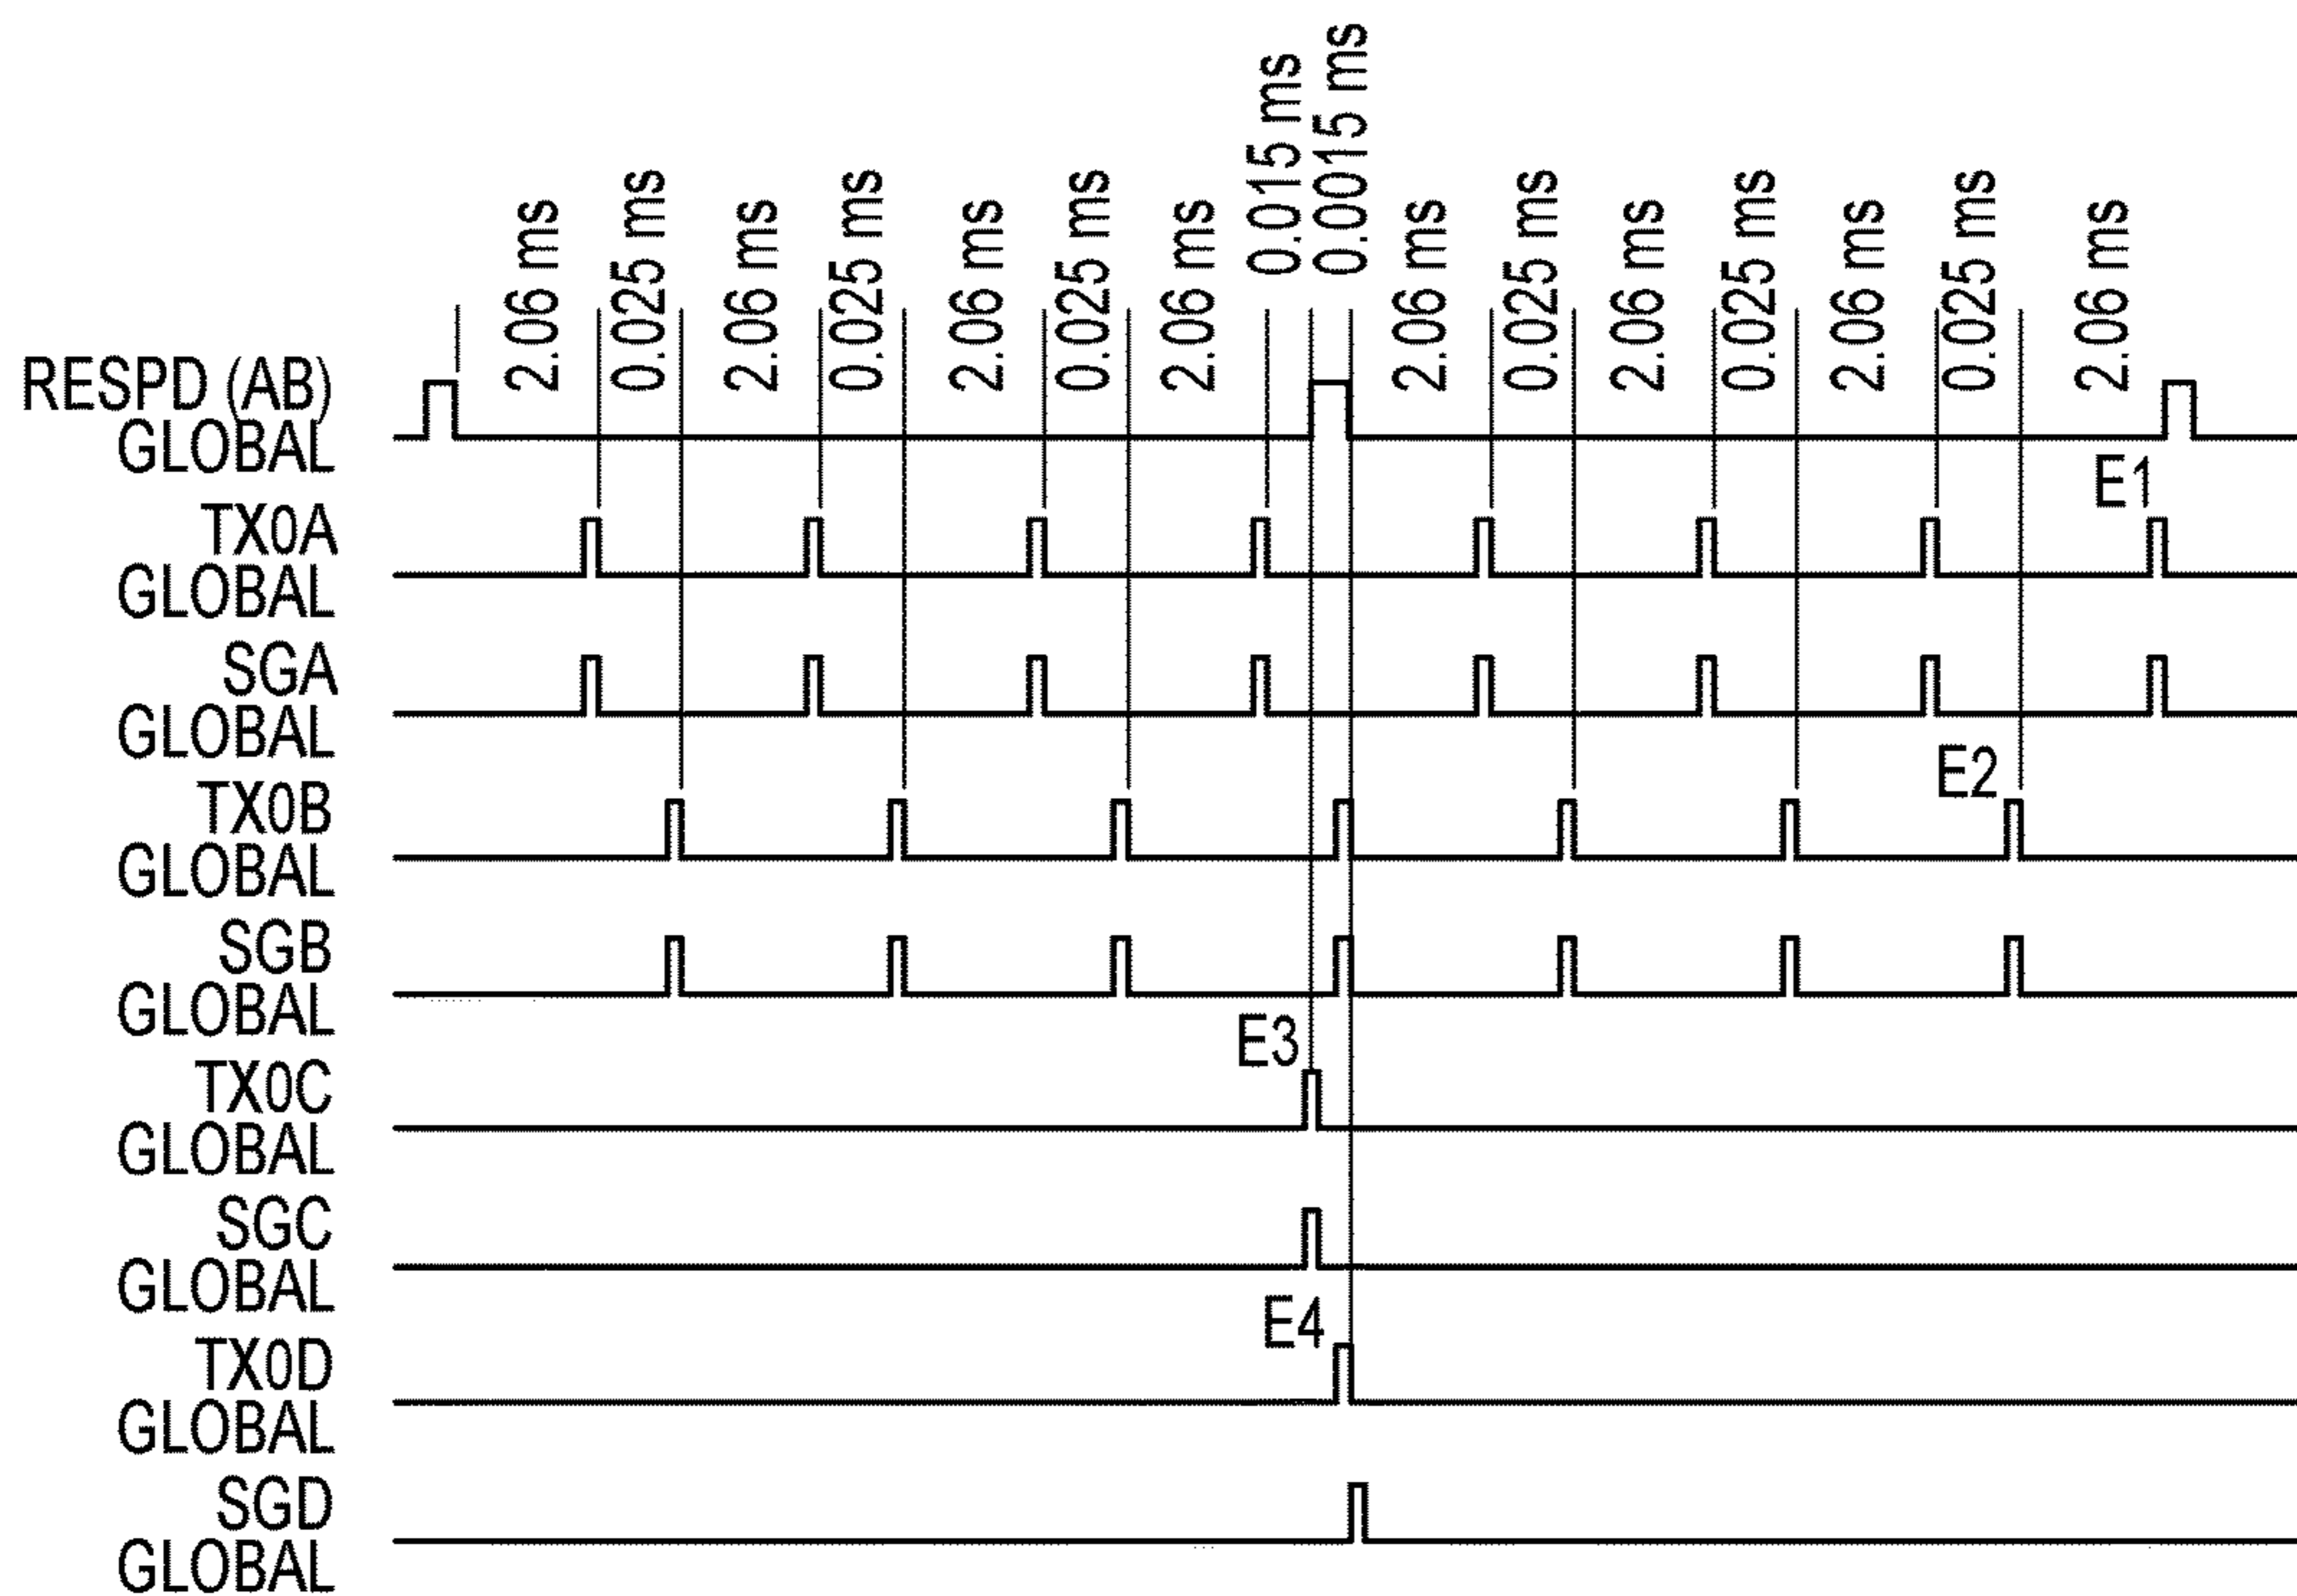 2.06 ms
0.025 ms
2.06 ms
0.025 ms
2.06 ms
0.025 ms
2.06 ms
0.015 ms
0.0015 ms
2.06 ms
0.025 ms
2.06 ms
0.025 ms
2.06 ms
0.025 ms
2.06 ms
RESPD (AB)
GLOBAL
E1
TX0A
GLOBAL
SGA
GLOBAL
E2
TX0B
GLOBAL
SGB
GLOBAL
E3
TX0C
GLOBAL
SGC
GLOBAL
E4
TX0D
GLOBAL
SGD
GLOBAL